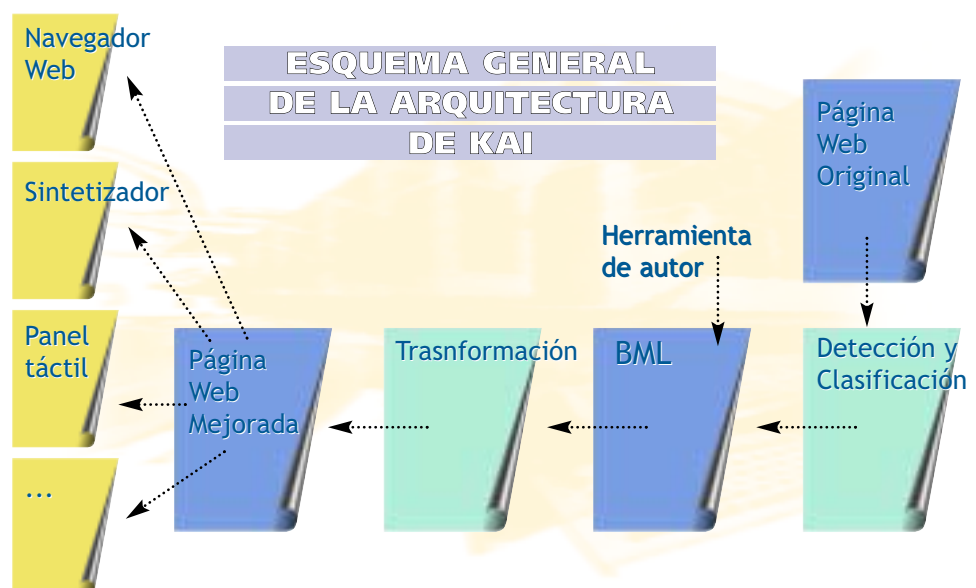 Navegador
Web
ESQUEMA GENERAL
DE LA ARQUITECTURA
DE KAI
Página
Web
Original
Sintetizador
Herramienta
de autor
Panel
táctil
Página
Web
Mejorada
Trasnformación
BML
Detección y
Clasificación
...